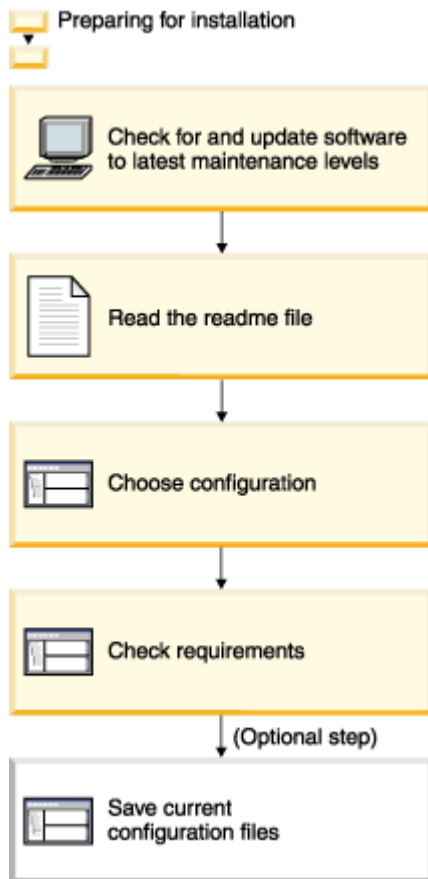 Preparing for installation
Check for and update software
to latest maintenance levels
Read the readme file
Choose configuration
Check requirements
(Optional step)
Save current
configuration files